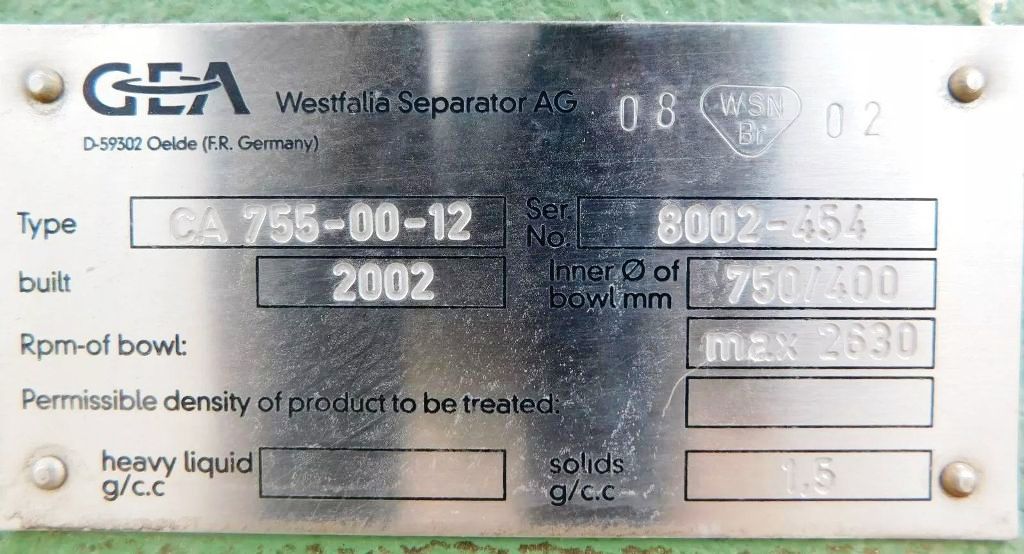 GEA Westfalia Separator AG 08 WSN Br 02
D-59302 Oelde (F.R. Germany)
Type CA 755-00-12 Ser. No. 8002-454
built 2002 Inner Ø of bowl mm 750/400
Rpm-of bowl: max 2630
Permissible density of product to be treated:
heavy liquid g/c.c solids g/c.c 1.5